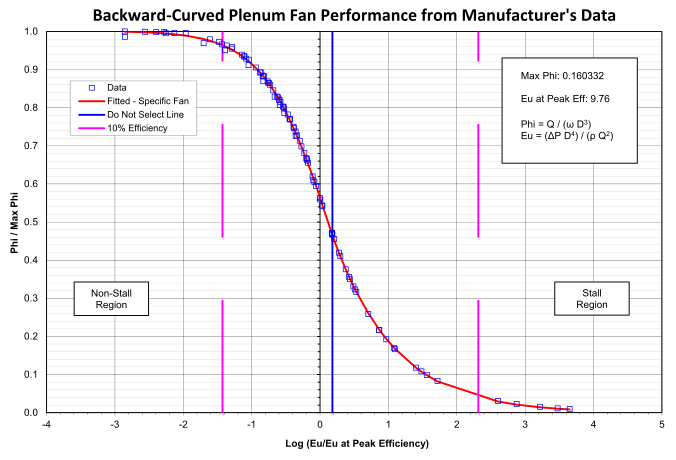 Backward-Curved Plenum Fan Performance from Manufacturer's Data
1.0
0.9
0.8
0.7
0.6
0.5
0.4
0.3
0.2
0.1
0.0
Phi / Max Phi
Data
Fitted - Specific Fan
Do Not Select Line
10% Efficiency
Max Phi: 0.160332
Eu at Peak Eff: 9.76
Phi = Q / (ω D³)
Eu = (ΔP D⁴) / (ρ Q²)
Non-Stall
Region
Stall
Region
-4 -3 -2 -1 0 1 2 3 4 5
Log (Eu/Eu at Peak Efficiency)